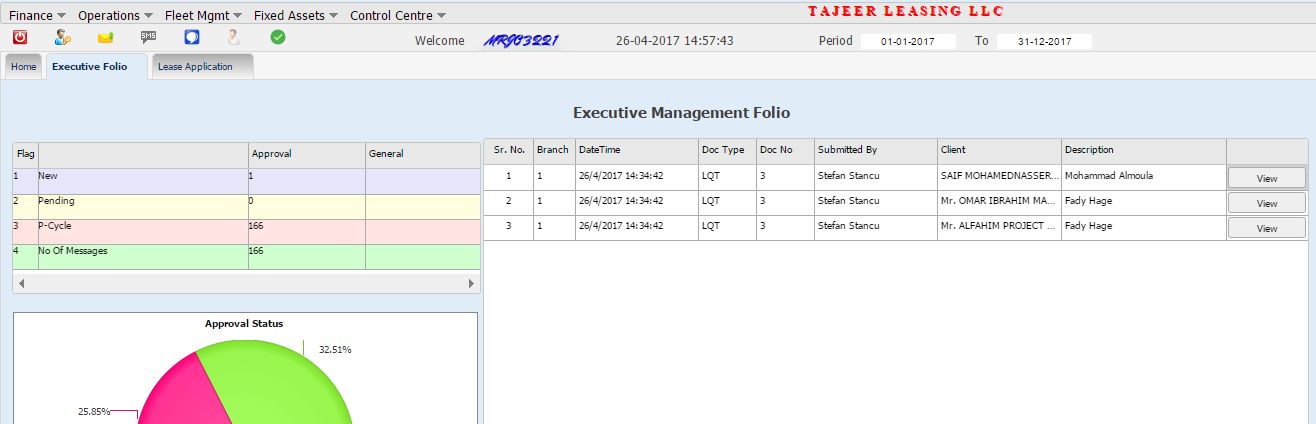 Finance Operations Fleet Mgmt Fixed Assets Control Centre TAJEER LEASING LLC
SMS Welcome MRJ03221 26-04-2017 14:57:43 Period 01-01-2017 To 31-12-2017
Home Executive Folio Lease Application
Executive Management Folio
Flag Approval General
1 New 1
2 Pending 0
3 P-Cycle 166
4 No Of Messages 166
Sr. No. Branch DateTime Doc Type Doc No Submitted By Client Description
1 1 26/4/2017 14:34:42 LQT 3 Stefan Stancu SAIF MOHAMEDNASSER... Mohammad Almoula View
2 1 26/4/2017 14:34:42 LQT 3 Stefan Stancu Mr. OMAR IBRAHIM MA... Fady Hage View
3 1 26/4/2017 14:34:42 LQT 3 Stefan Stancu Mr. ALFAHIM PROJECT ... Fady Hage View
Approval Status
32.51%
25.85%